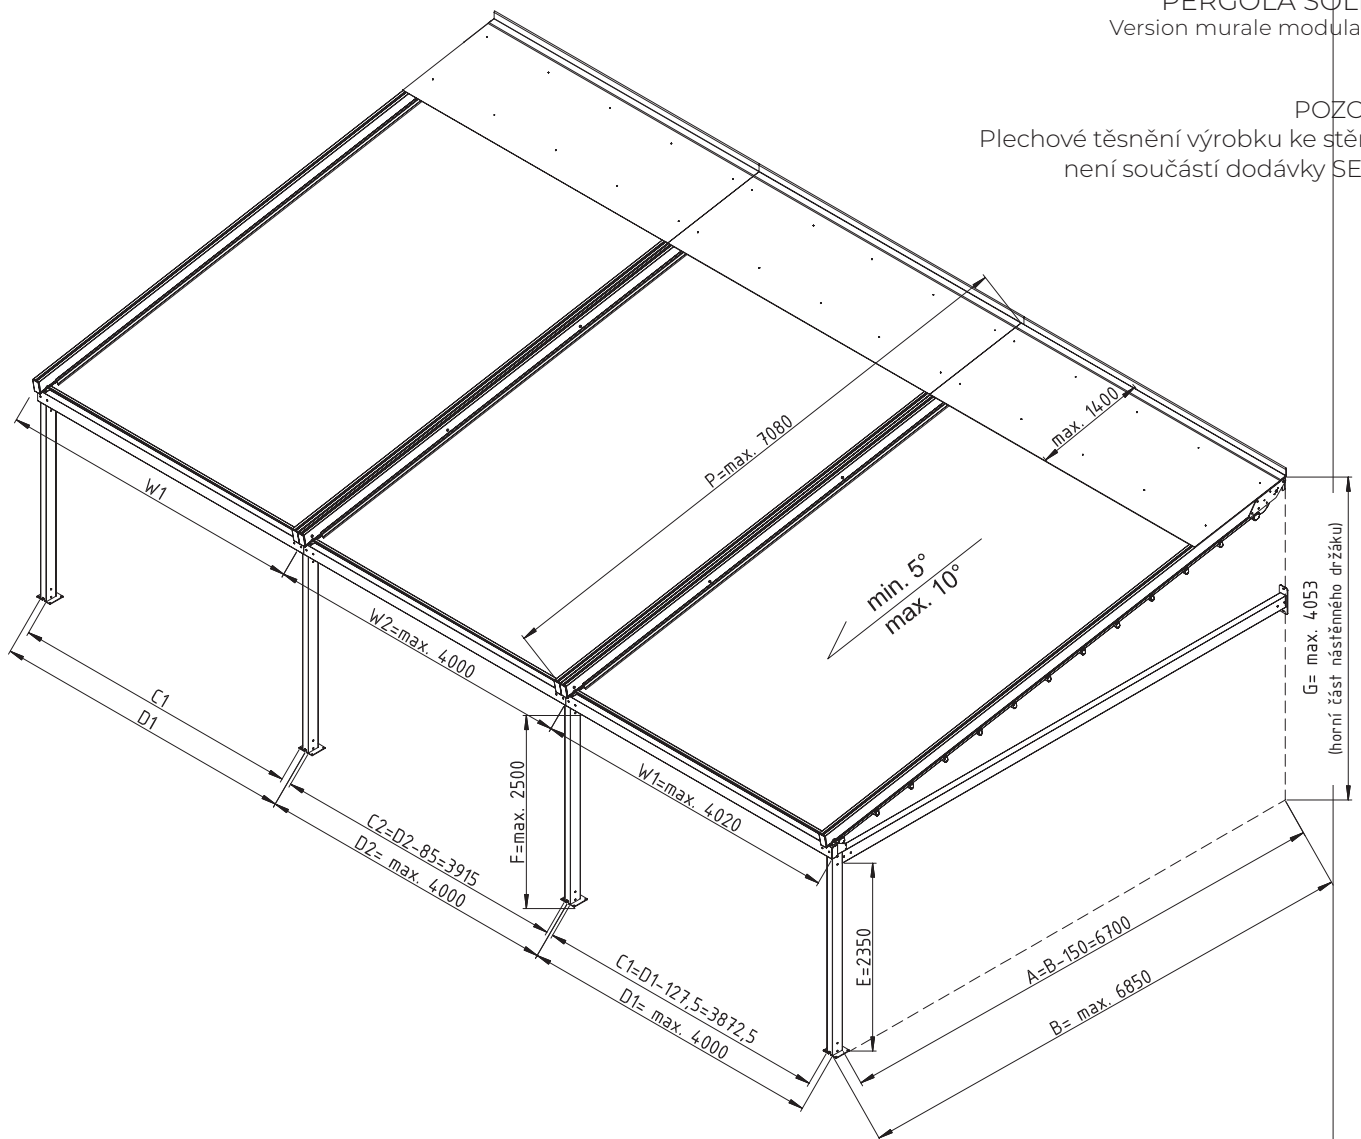 PERGOLA
Version murale
POZO
Plechové těsnění výrobku ke stěn
není součástí dodávky SE
max. 1400
P=max. 7080
min. 5°
max. 10°
G= max. 4053
(horní část nástěnného držáku)
W1
W2=max. 4000
W1=max. 4020
C1
D1
F=max. 2500
C2=D2-85=3915
D2= max. 4000
E=2350
C1=D1-127,5=3872,5
D1= max. 4000
A=B-150=6700
B= max. 6850